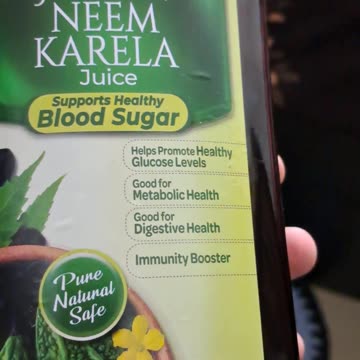 NEEM
KARELA
Juice
Supports Healthy
Blood Sugar
Helps Promote Healthy
Glucose Levels
Good for
Metabolic Health
Good for
Digestive Health
Immunity Booster
Pure
Natural
Safe